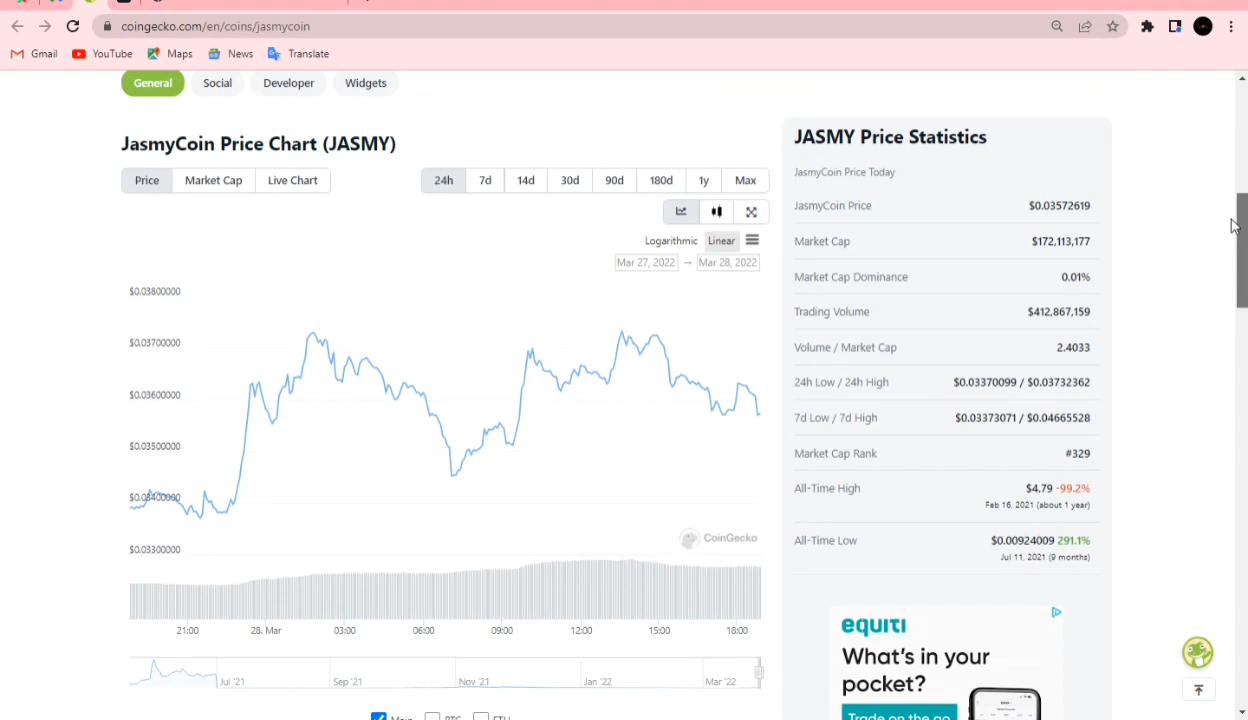 coingecko.com/en/coins/jasmycoin
Gmail YouTube Maps News Translate
General Social Developer Widgets
JasmyCoin Price Chart (JASMY)
Price Market Cap Live Chart
24h 7d 14d 30d 90d 180d 1y Max
Logarithmic Linear
Mar 27, 2022 → Mar 28, 2022
$0.03800000
$0.03700000
$0.03600000
$0.03500000
$0.03400000
$0.03300000
CoinGecko
21:00 28. Mar 03:00 06:00 09:00 12:00 15:00 18:00
Jul '21 Sep '21 Nov '21 Jan '22 Mar '22
Main BTC ETH
JASMY Price Statistics
JasmyCoin Price Today
JasmyCoin Price $0.03572619
Market Cap $172,113,177
Market Cap Dominance 0.01%
Trading Volume $412,867,159
Volume / Market Cap 2.4033
24h Low / 24h High $0.03370099 / $0.03732362
7d Low / 7d High $0.03373071 / $0.04665528
Market Cap Rank #329
All-Time High $4.79 -99.2%
Feb 16, 2021 (about 1 year)
All-Time Low $0.00924009 291.1%
Jul 11, 2021 (9 months)
equiti
What's in your
pocket?
Trade on the go